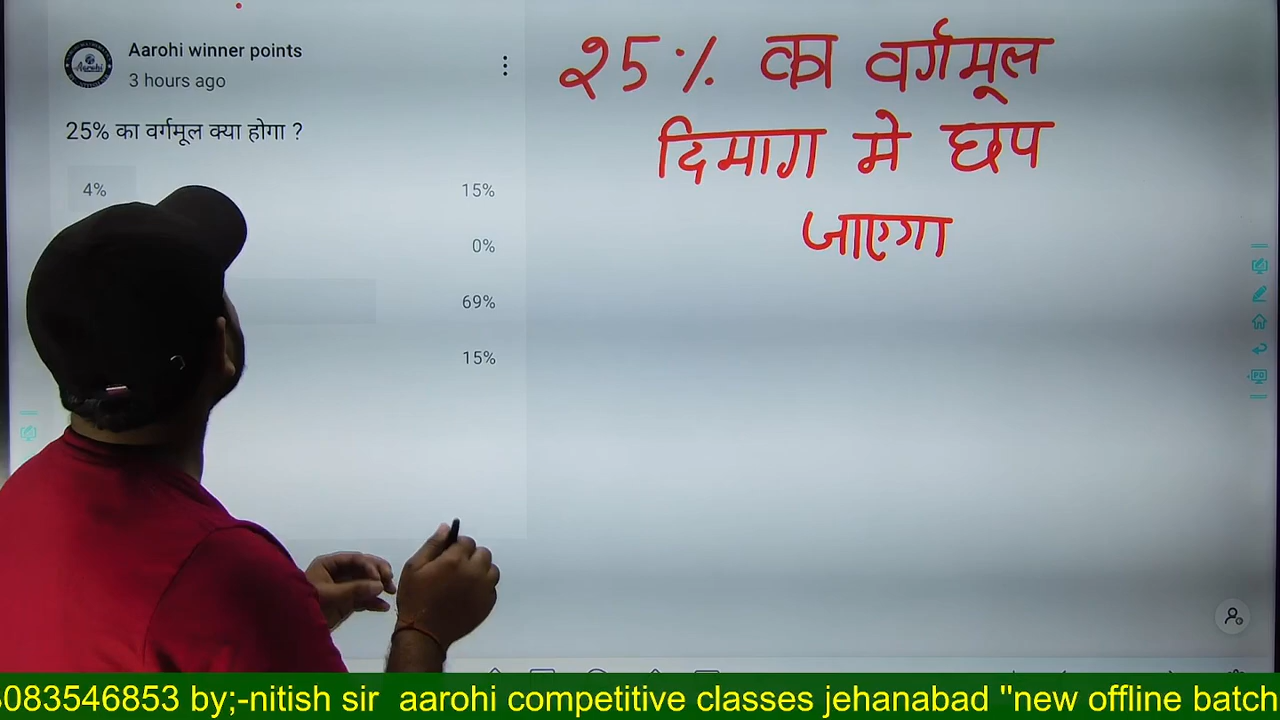 Aarohi winner points
3 hours ago
25% का वर्गमूल क्या होगा ?
4% 15%
0%
69%
15%
25% का वर्गमूल
दिमाग मे छप
जाएगा
083546853 by;-nitish sir aarohi competitive classes jehanabad "new offline batch